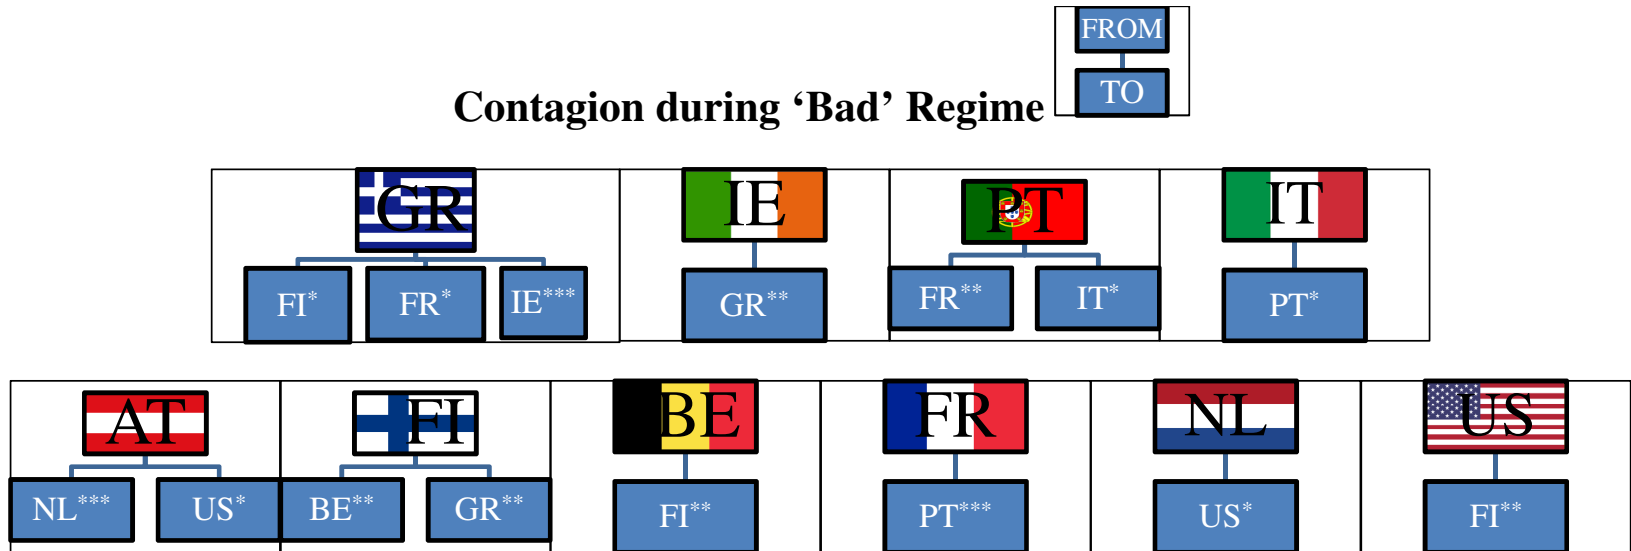 FROM
TO
Contagion during ‘Bad’ Regime
GR
IE
PT
IT
FI*
FR*
IE***
GR**
FR**
IT*
PT*
AT
FI
BE
FR
NL
US
NL***
US*
BE**
GR**
FI**
PT***
US*
FI**